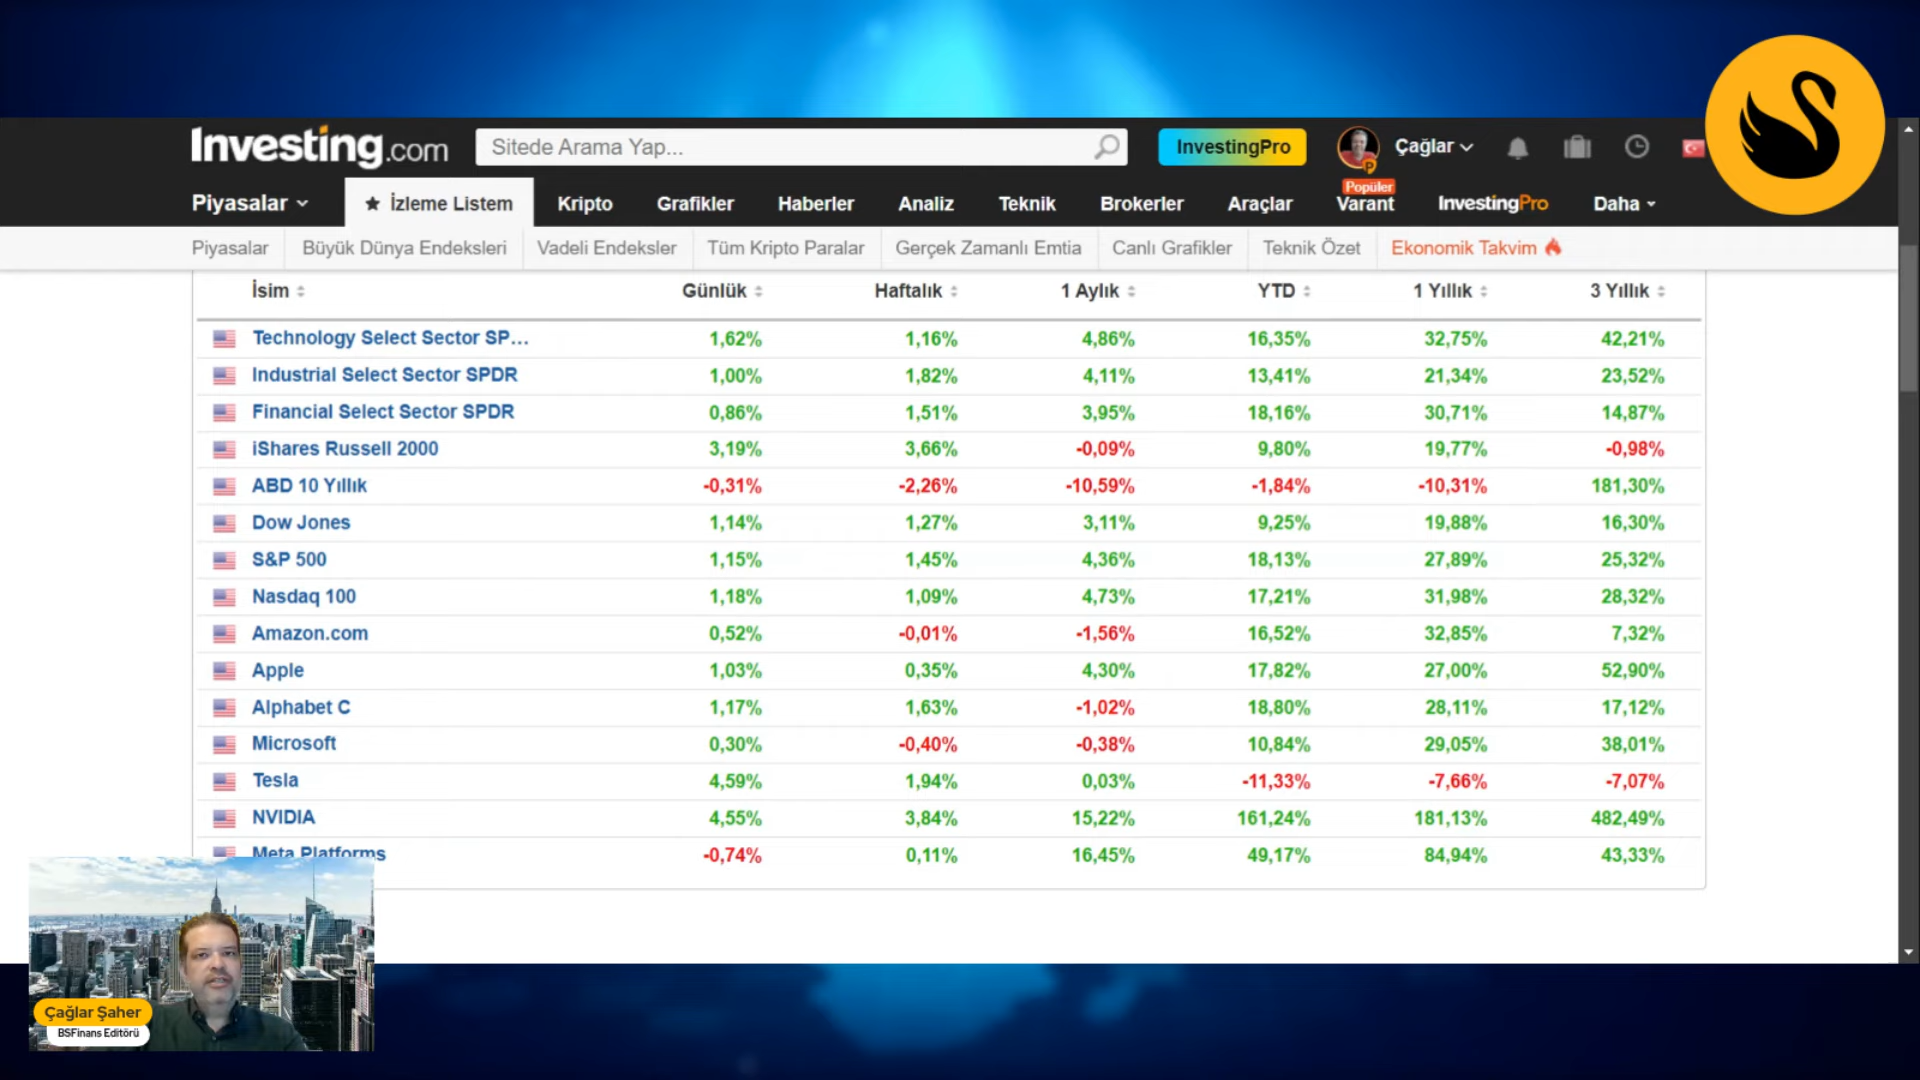 Investing.com
Sitede Arama Yap...
InvestingPro
Çağlar
Piyasalar
İzleme Listem
Kripto
Grafikler
Haberler
Analiz
Teknik
Brokerler
Araçlar
Popüler
Varant
InvestingPro
Daha
Piyasalar
Büyük Dünya Endeksleri
Vadeli Endeksler
Tüm Kripto Paralar
Gerçek Zamanlı Emtia
Canlı Grafikler
Teknik Özet
Ekonomik Takvim
İsim Günlük Haftalık 1 Aylık YTD 1 Yıllık 3 Yıllık
Technology Select Sector SP... 1,62% 1,16% 4,86% 16,35% 32,75% 42,21%
Industrial Select Sector SPDR 1,00% 1,82% 4,11% 13,41% 21,34% 23,52%
Financial Select Sector SPDR 0,86% 1,51% 3,95% 18,16% 30,71% 14,87%
iShares Russell 2000 3,19% 3,66% -0,09% 9,80% 19,77% -0,98%
ABD 10 Yıllık -0,31% -2,26% -10,59% -1,84% -10,31% 181,30%
Dow Jones 1,14% 1,27% 3,11% 9,25% 19,88% 16,30%
S&P 500 1,15% 1,45% 4,36% 18,13% 27,89% 25,32%
Nasdaq 100 1,18% 1,09% 4,73% 17,21% 31,98% 28,32%
Amazon.com 0,52% -0,01% -1,56% 16,52% 32,85% 7,32%
Apple 1,03% 0,35% 4,30% 17,82% 27,00% 52,90%
Alphabet C 1,17% 1,63% -1,02% 18,80% 28,11% 17,12%
Microsoft 0,30% -0,40% -0,38% 10,84% 29,05% 38,01%
Tesla 4,59% 1,94% 0,03% -11,33% -7,66% -7,07%
NVIDIA 4,55% 3,84% 15,22% 161,24% 181,13% 482,49%
Meta Platforms -0,74% 0,11% 16,45% 49,17% 84,94% 43,33%
Çağlar Şaher
BSFinans Editörü